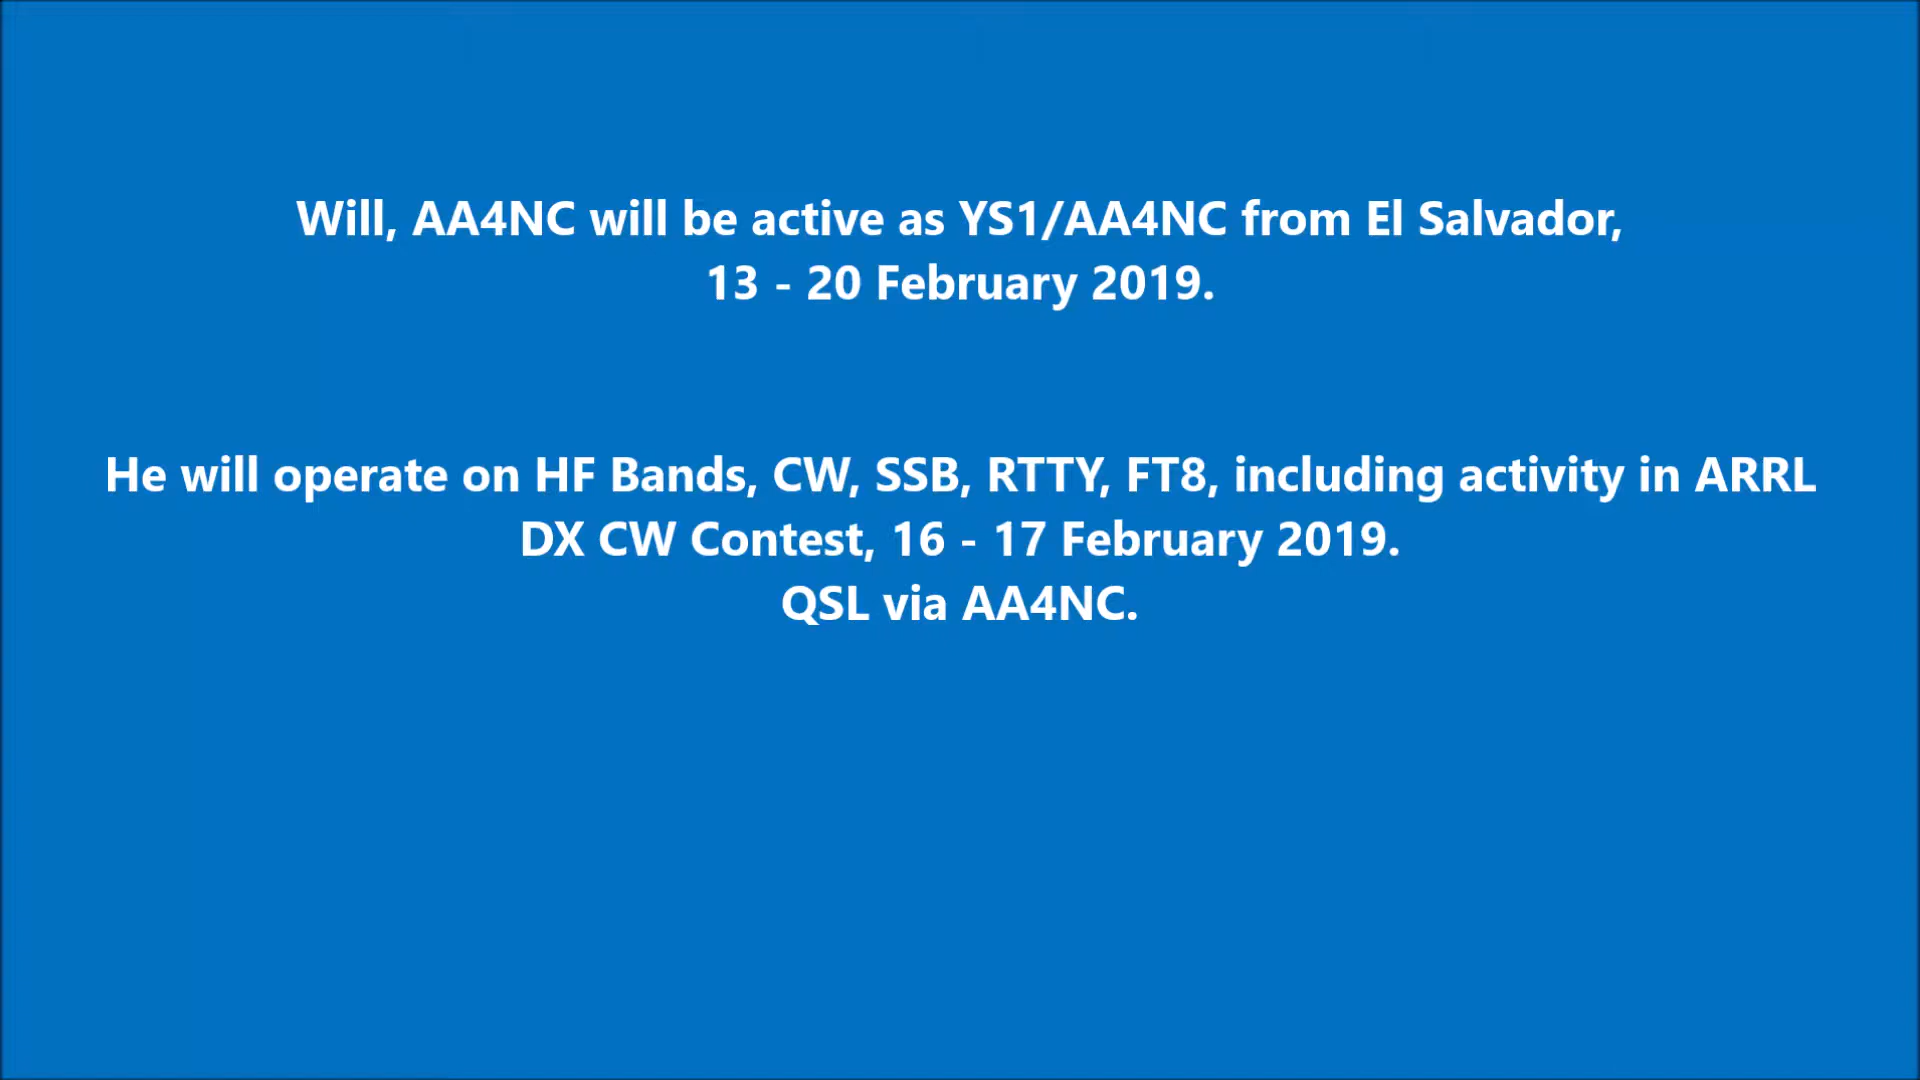 Will, AA4NC will be active as YS1/AA4NC from El Salvador,
13 - 20 February 2019.
He will operate on HF Bands, CW, SSB, RTTY, FT8, including activity in ARRL
DX CW Contest, 16 - 17 February 2019.
QSL via AA4NC.